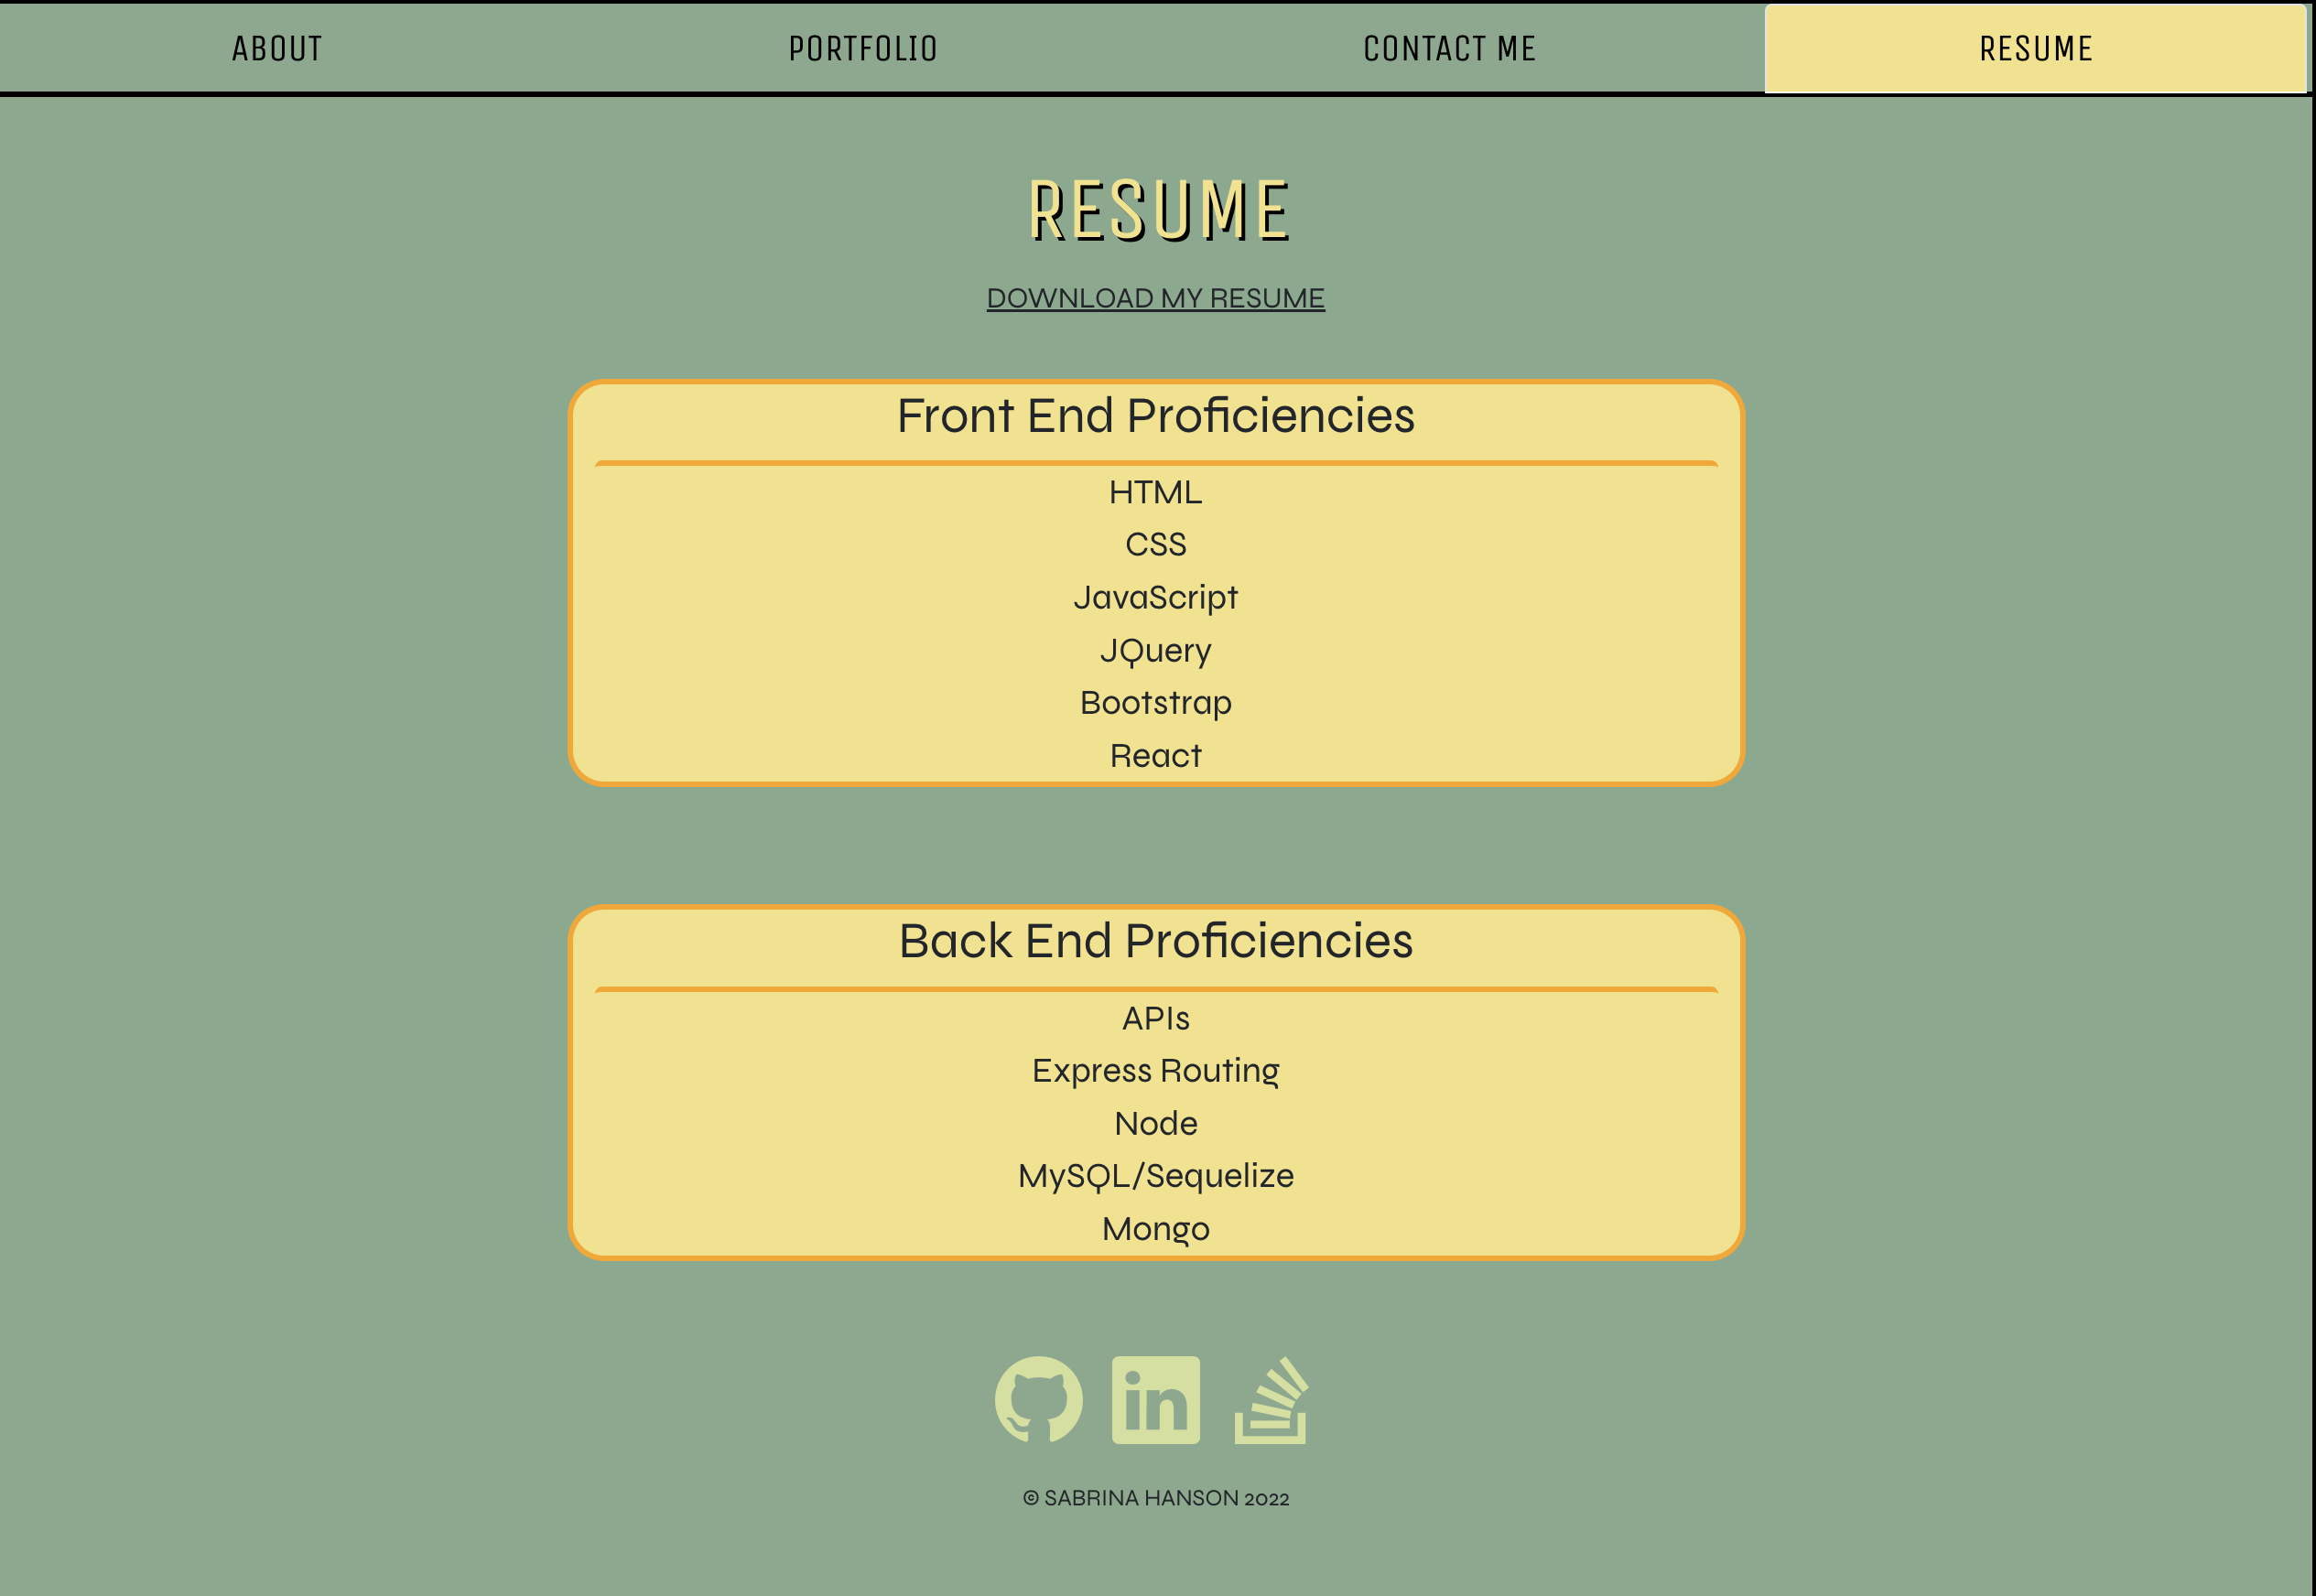 ABOUT PORTFOLIO CONTACT ME RESUME
RESUME
DOWNLOAD MY RESUME
Front End Proficiencies
HTML
CSS
JavaScript
JQuery
Bootstrap
React
Back End Proficiencies
APIs
Express Routing
Node
MySQL/Sequelize
Mongo
in
© SABRINA HANSON 2022